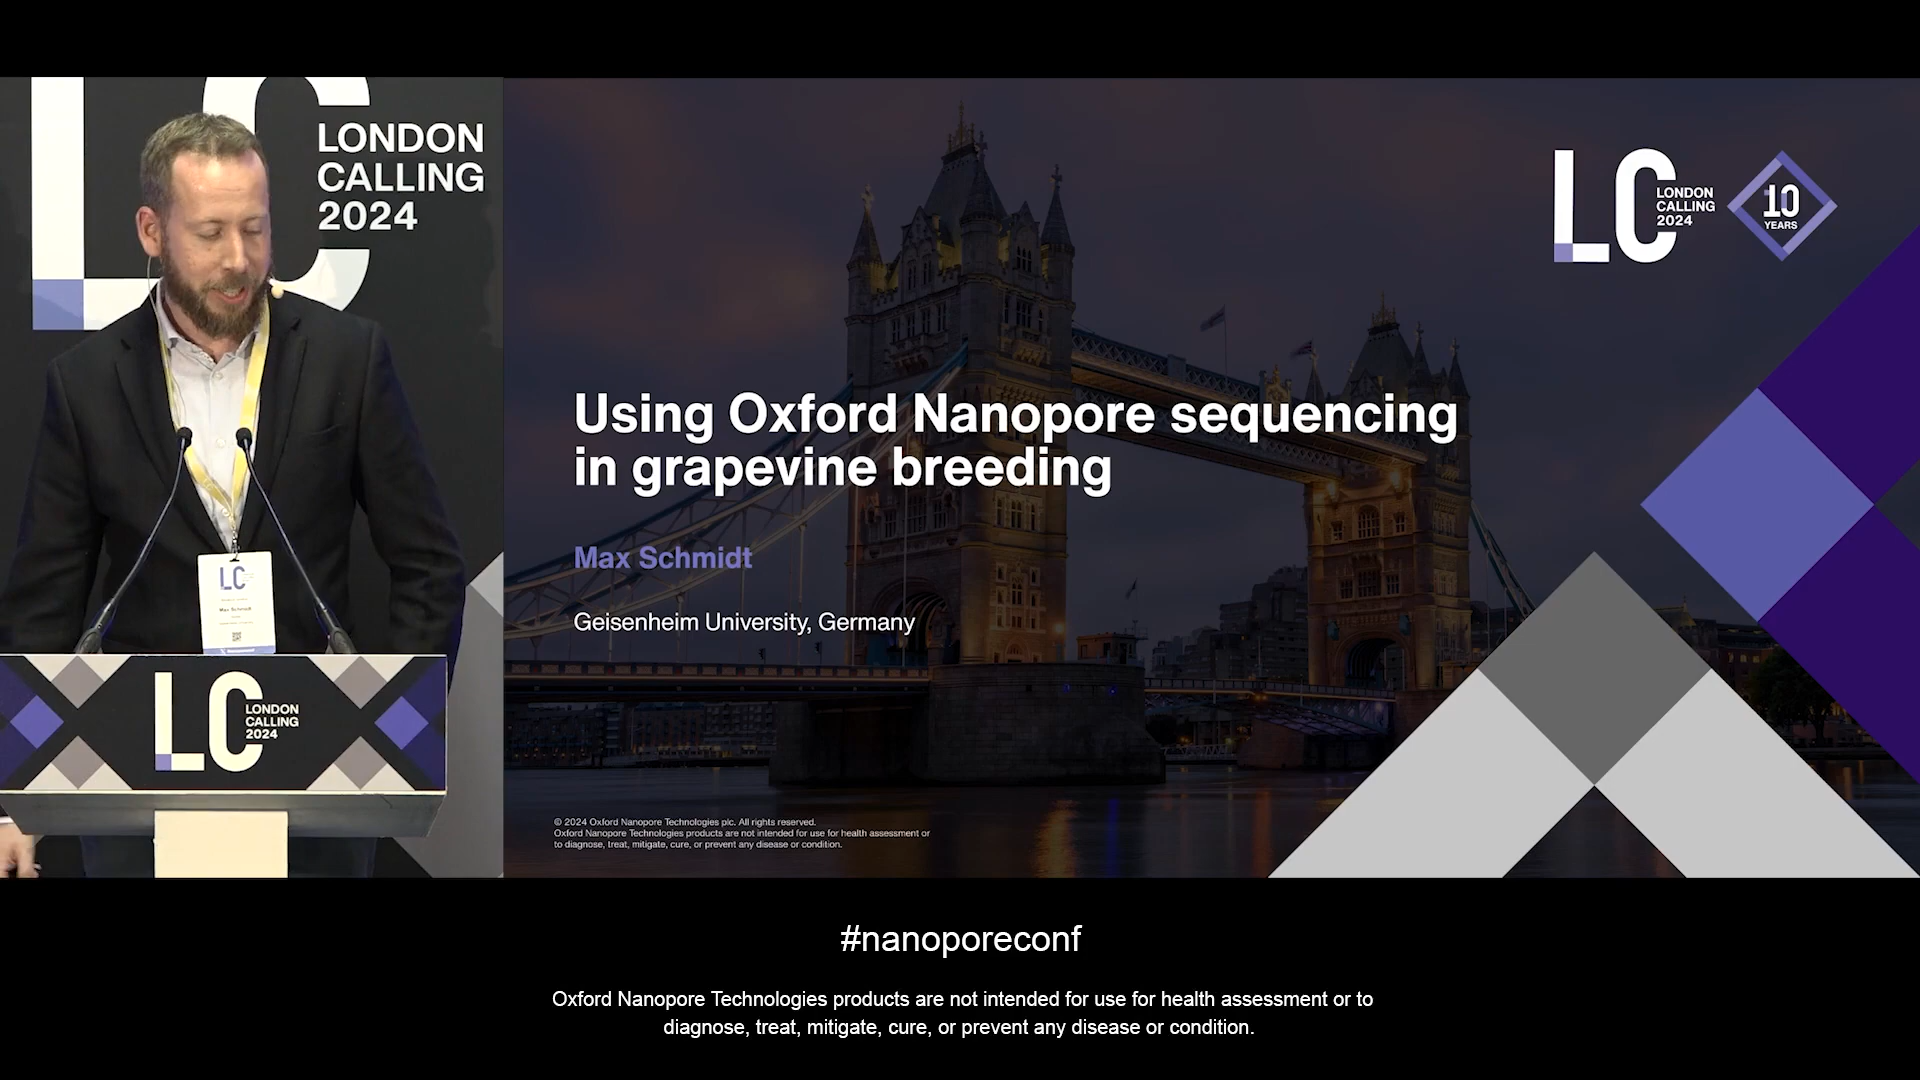 LC
LONDON
CALLING
2024
LC
Max Schmidt
LC
LONDON
CALLING
2024
LC
LONDON
CALLING
2024
10
YEARS
Using Oxford Nanopore sequencing
in grapevine breeding
Max Schmidt
Geisenheim University, Germany
© 2024 Oxford Nanopore Technologies plc. All rights reserved.
Oxford Nanopore Technologies products are not intended for use for health assessment or
to diagnose, treat, mitigate, cure, or prevent any disease or condition.
#nanoporeconf
Oxford Nanopore Technologies products are not intended for use for health assessment or to
diagnose, treat, mitigate, cure, or prevent any disease or condition.